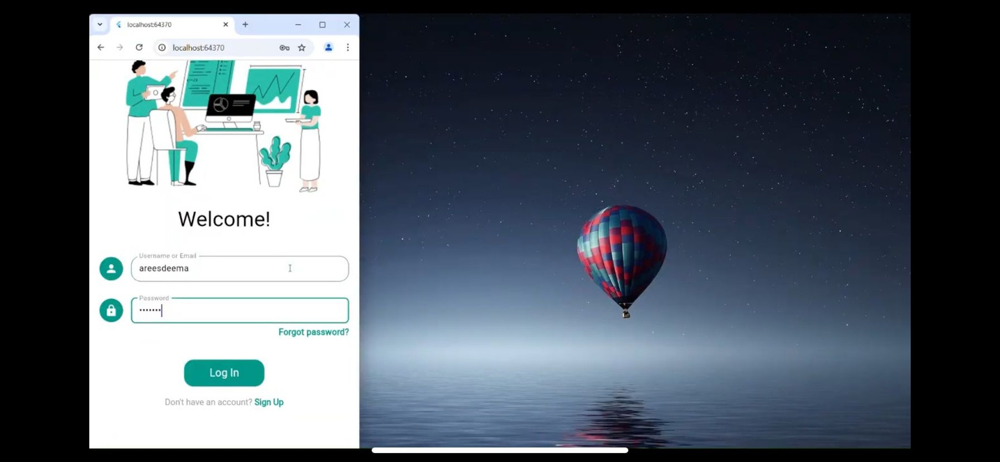 localhost:64370
localhost:64370
Welcome!
Username or Email
areesdeema
Password
•••••••
Forgot password?
Log In
Don't have an account? Sign Up